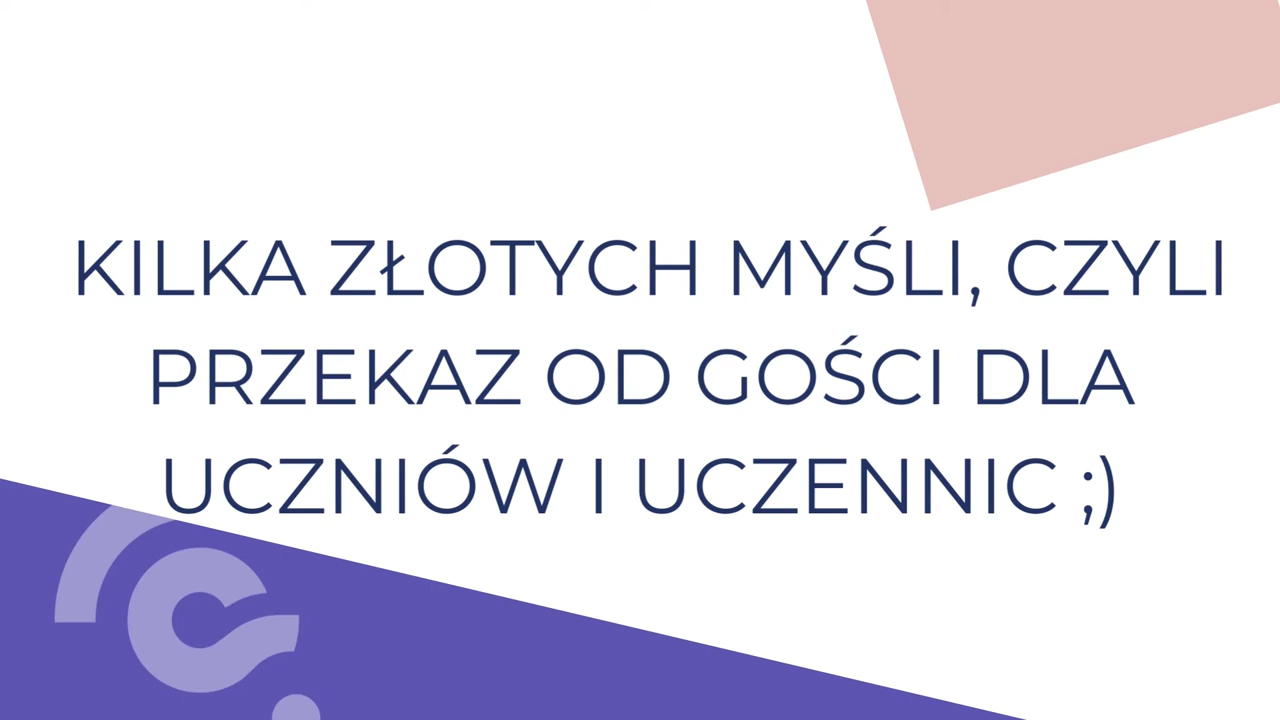 KILKA ZŁOTYCH MYŚLI, CZYLI
PRZEKAZ OD GOŚCI DLA
UCZNIÓW I UCZENNIC ;)